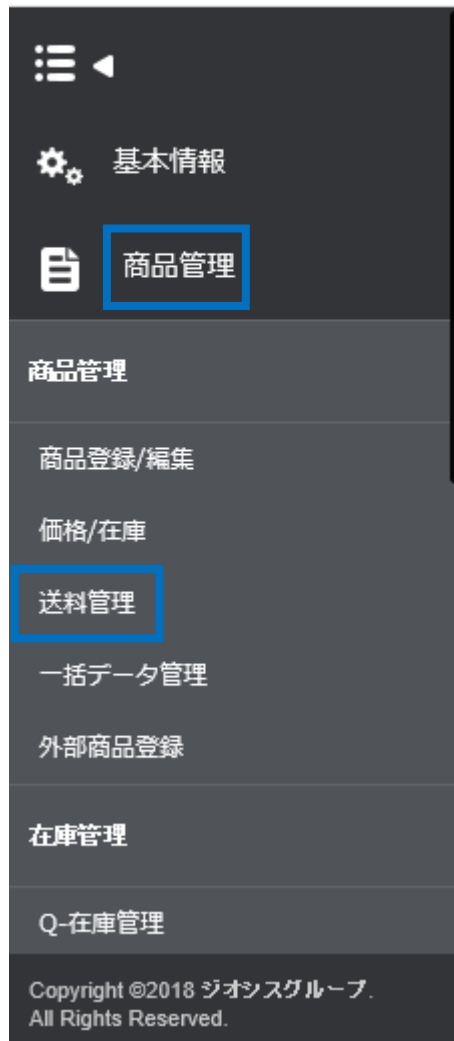 基本情報
商品管理
商品管理
商品登録/編集
価格/在庫
送料管理
一括データ管理
外部商品登録
在庫管理
Q-在庫管理
Copyright ©2018 ジオシスグループ.
All Rights Reserved.